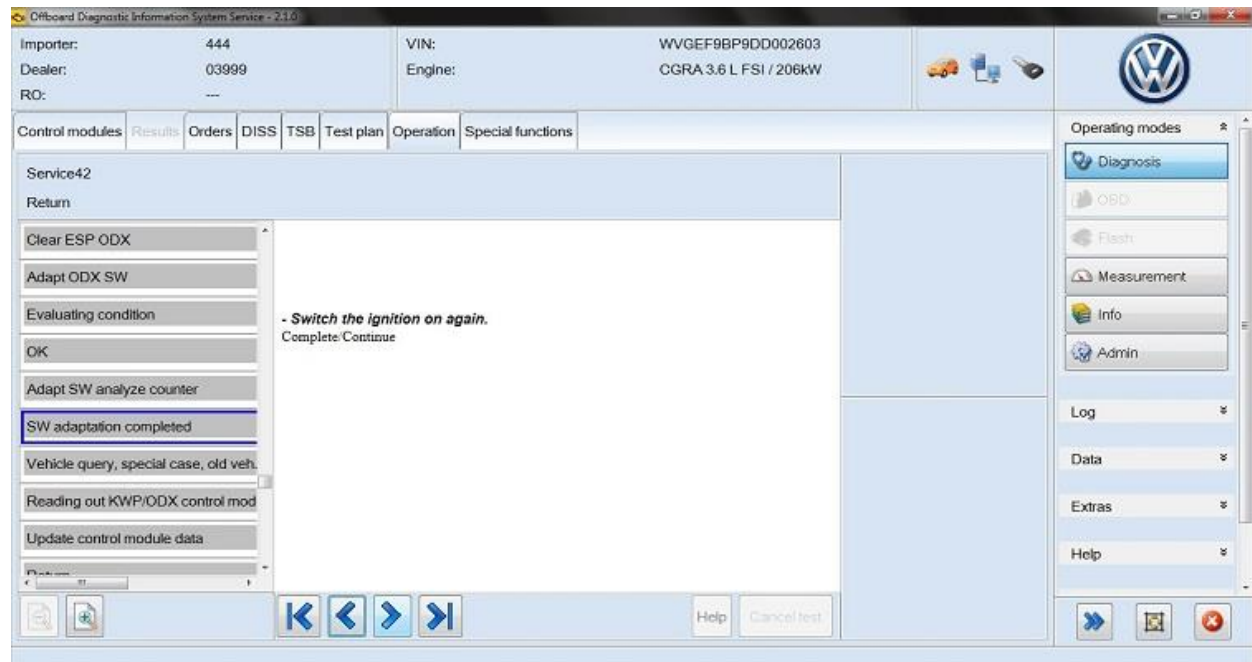 Offboard Diagnostic Information System Service - 2.1.0
Importer: 444 VIN: WVGEF9BP9DD002603
Dealer: 03999 Engine: CGRA 3.6 L FSI / 206kW
RO: ---
Control modules Results Orders DISS TSB Test plan Operation Special functions
Service42
Return
Clear ESP ODX
Adapt ODX SW
Evaluating condition
OK
Adapt SW analyze counter
SW adaptation completed
Vehicle query, special case, old veh.
Reading out KWP/ODX control mod
Update control module data
Return
- Switch the ignition on again.
Complete/Continue
Help Cancel test
Operating modes
Diagnosis
OBD
Flash
Measurement
Info
Admin
Log
Data
Extras
Help